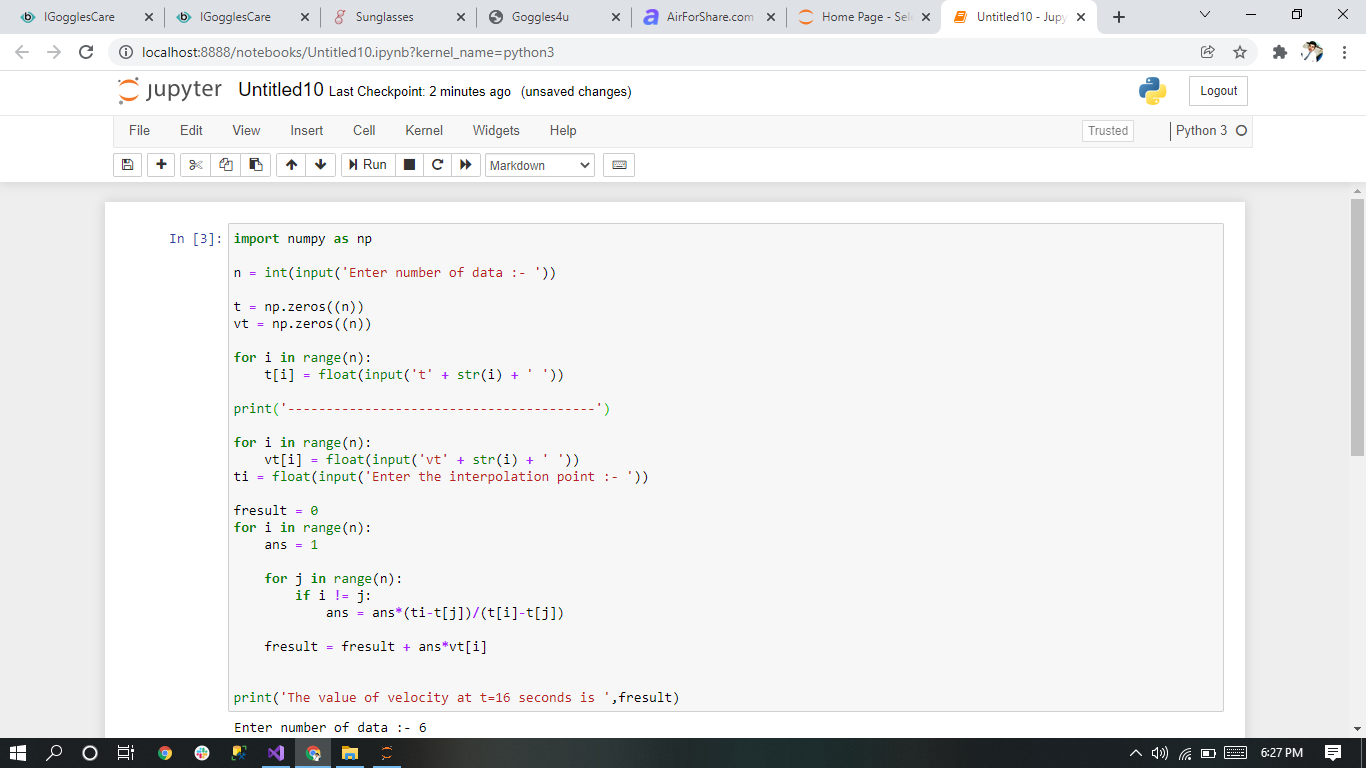 IGogglesCare
IGogglesCare
Sunglasses
Goggles4u
AirForShare.com
Home Page - Sel
Untitled10 - Jupy
localhost:8888/notebooks/Untitled10.ipynb?kernel_name=python3
jupyter Untitled10 Last Checkpoint: 2 minutes ago (unsaved changes)
Logout
File Edit View Insert Cell Kernel Widgets Help
Trusted
Python 3
Run
Markdown
In [3]:
import numpy as np
n = int(input('Enter number of data :- '))
t = np.zeros((n))
vt = np.zeros((n))
for i in range(n):
    t[i] = float(input('t' + str(i) + ' '))
print('----------------------------------------')
for i in range(n):
    vt[i] = float(input('vt' + str(i) + ' '))
ti = float(input('Enter the interpolation point :- '))
fresult = 0
for i in range(n):
    ans = 1
    for j in range(n):
        if i != j:
            ans = ans*(ti-t[j])/(t[i]-t[j])
    fresult = fresult + ans*vt[i]
print('The value of velocity at t=16 seconds is ',fresult)
Enter number of data :- 6
6:27 PM